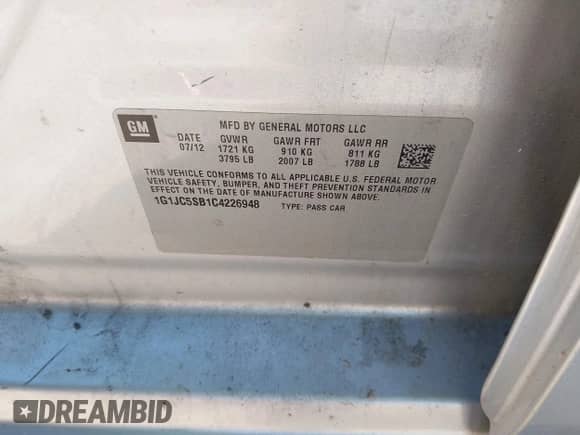 GM
MFD BY GENERAL MOTORS LLC
DATE GVWR GAWR FRT GAWR RR
07/12 1721 KG 910 KG 811 KG
3795 LB 2007 LB 1788 LB
THIS VEHICLE CONFORMS TO ALL APPLICABLE U.S. FEDERAL MOTOR
VEHICLE SAFETY, BUMPER, AND THEFT PREVENTION STANDARDS IN
EFFECT ON THE DATE OF MANUFACTURE SHOWN ABOVE.
1G1JC5SB1C4226948 TYPE: PASS CAR
DREAMBID